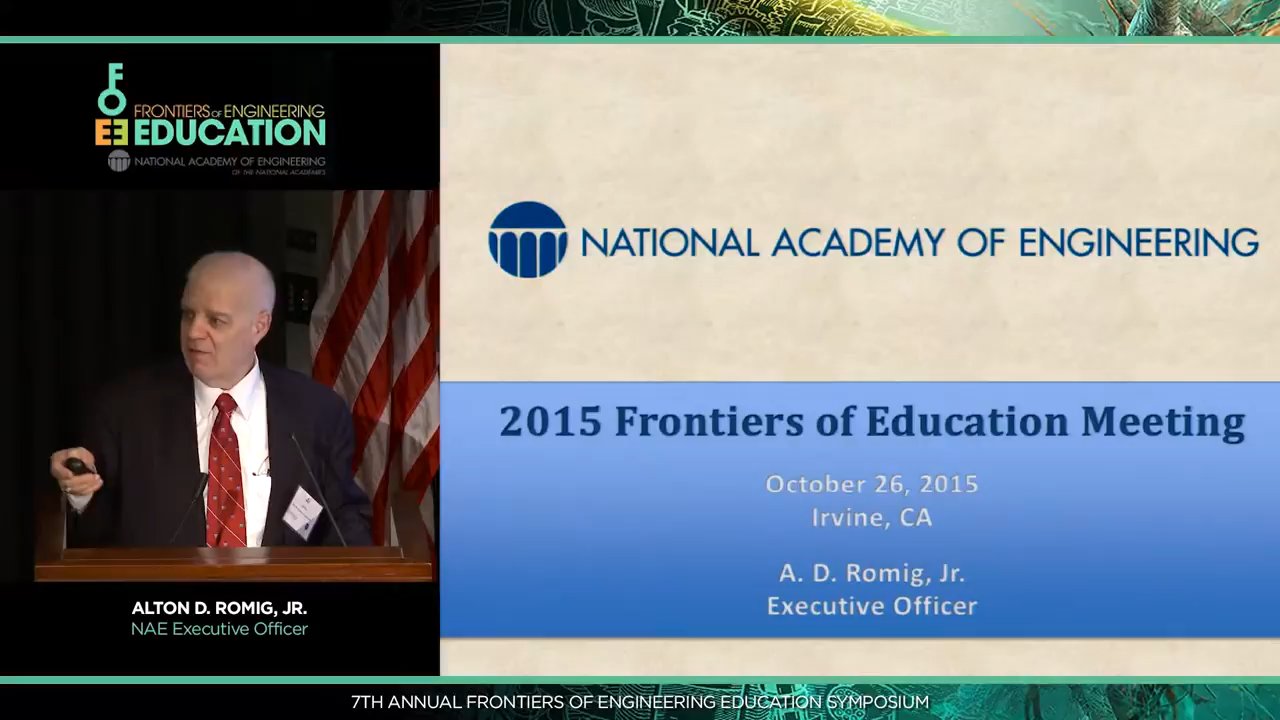 FOEE
FRONTIERS OF ENGINEERING
EDUCATION
NATIONAL ACADEMY OF ENGINEERING
OF THE NATIONAL ACADEMIES
NATIONAL ACADEMY OF ENGINEERING
2015 Frontiers of Education Meeting
October 26, 2015
Irvine, CA
A. D. Romig, Jr.
Executive Officer
ALTON D. ROMIG, JR.
NAE Executive Officer
7TH ANNUAL FRONTIERS OF ENGINEERING EDUCATION SYMPOSIUM